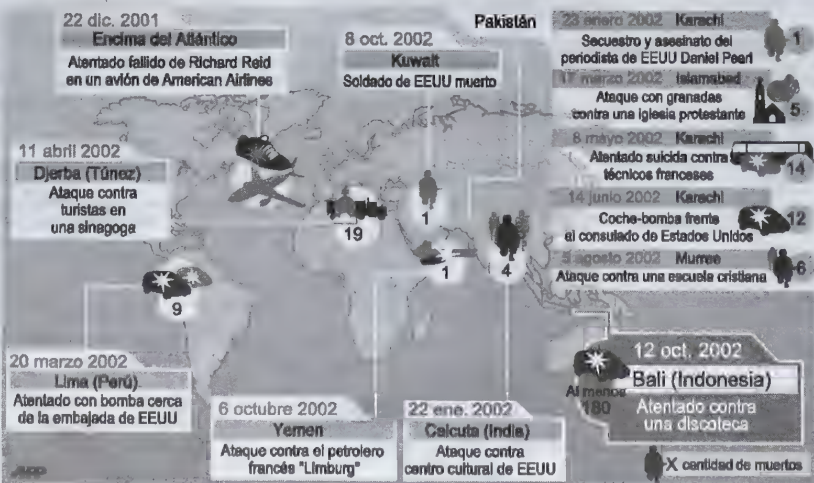 22 dic. 2001
Encima del Atlántico
Atentado fallido de Richard Reid
en un avión de American Airlines
8 oct. 2002
Kuwait
Soldado de EEUU muerto
1
Pakistán
23 enero 2002 Karachi
Secuestro y asesinato del
periodista de EEUU Daniel Pearl
1
17 marzo 2002 Islamabad
Ataque con granadas
contra una iglesia protestante
5
8 mayo 2002 Karachi
Atentado suicida contra
técnicos franceses
14
14 junio 2002 Karachi
Coche-bomba frente
al consulado de Estados Unidos
12
5 agosto 2002 Murree
Ataque contra una escuela cristiana
6
11 abril 2002
Djerba (Túnez)
Ataque contra
turistas en
una sinagoga
19
20 marzo 2002
Lima (Perú)
Atentado con bomba cerca
de la embajada de EEUU
9
6 octubre 2002
Yemen
Ataque contra el petrolero
francés "Limburg"
1
22 ene. 2002
Calcuta (India)
Ataque contra
centro cultural de EEUU
4
12 oct. 2002
Bali (Indonesia)
Atentado contra
una discoteca
Al menos
180
X cantidad de muertos